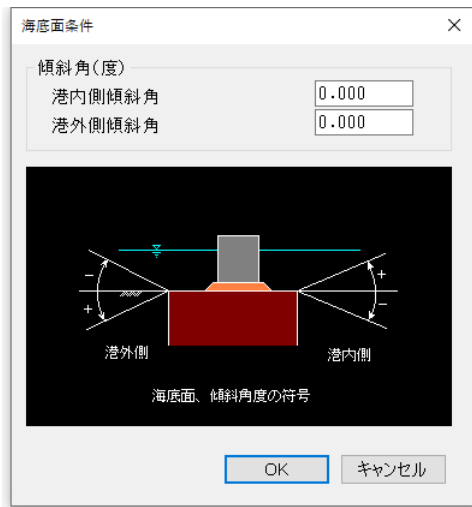 海底面条件
傾斜角(度)
港内側傾斜角 0.000
港外側傾斜角 0.000
- +
+ -
港外側 港内側
海底面、傾斜角度の符号
OK キャンセル